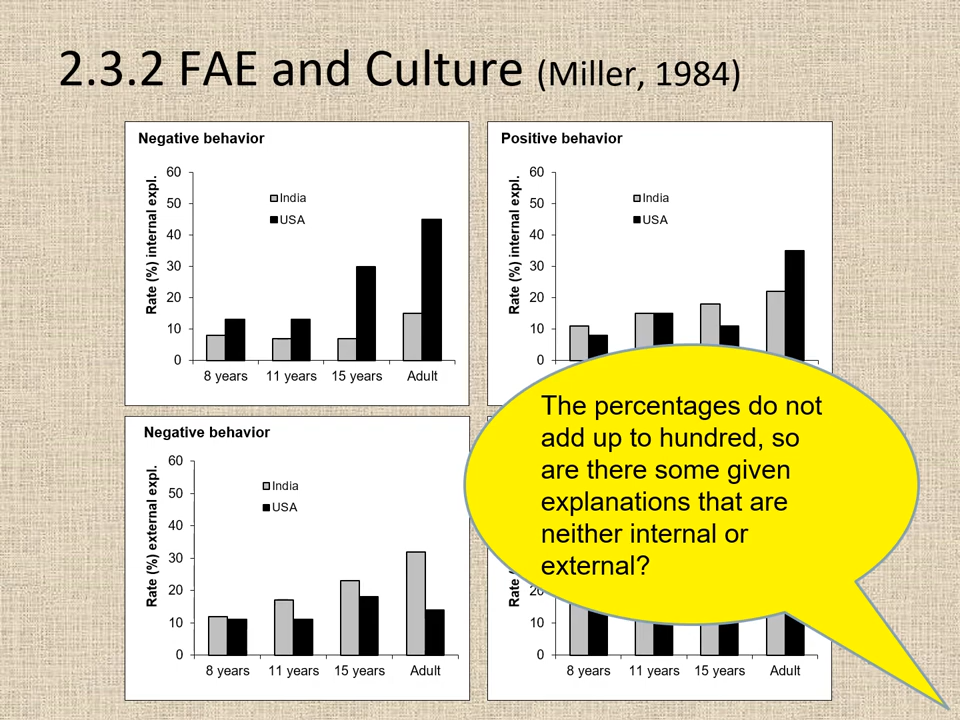 2.3.2 FAE and Culture (Miller, 1984)
Negative behavior
Rate (%) internal expl.
60
50
40
30
20
10
0
India
USA
8 years 11 years 15 years Adult
Positive behavior
Rate (%) internal expl.
60
50
40
30
20
10
0
India
USA
Negative behavior
Rate (%) external expl.
60
50
40
30
20
10
0
India
USA
8 years 11 years 15 years Adult
The percentages do not
add up to hundred, so
are there some given
explanations that are
neither internal or
external?
Rate
20
10
0
8 years 11 years 15 years Adult